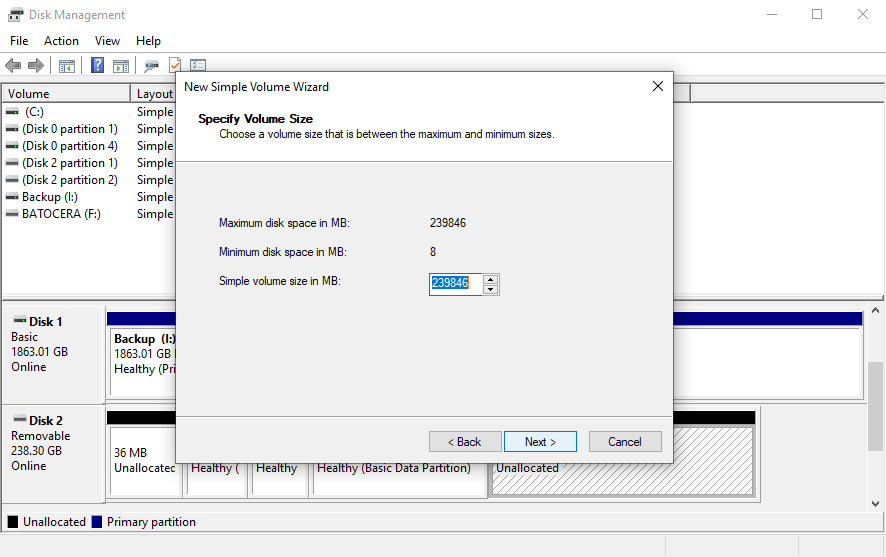 Disk Management
File Action View Help
Volume Layout
(C:) Simple
(Disk 0 partition 1) Simple
(Disk 0 partition 4) Simple
(Disk 2 partition 1) Simple
(Disk 2 partition 2) Simple
Backup (I:) Simple
BATOCERA (F:) Simple
New Simple Volume Wizard
Specify Volume Size
Choose a volume size that is between the maximum and minimum sizes.
Maximum disk space in MB: 239846
Minimum disk space in MB: 8
Simple volume size in MB: 239846
< Back Next > Cancel
Disk 1
Basic
1863.01 GB
Online
Backup (I:)
1863.01 GB
Healthy (Pri
Disk 2
Removable
238.30 GB
Online
36 MB
Unallocated
Healthy (
Healthy
Healthy (Basic Data Partition)
Unallocated
Unallocated Primary partition